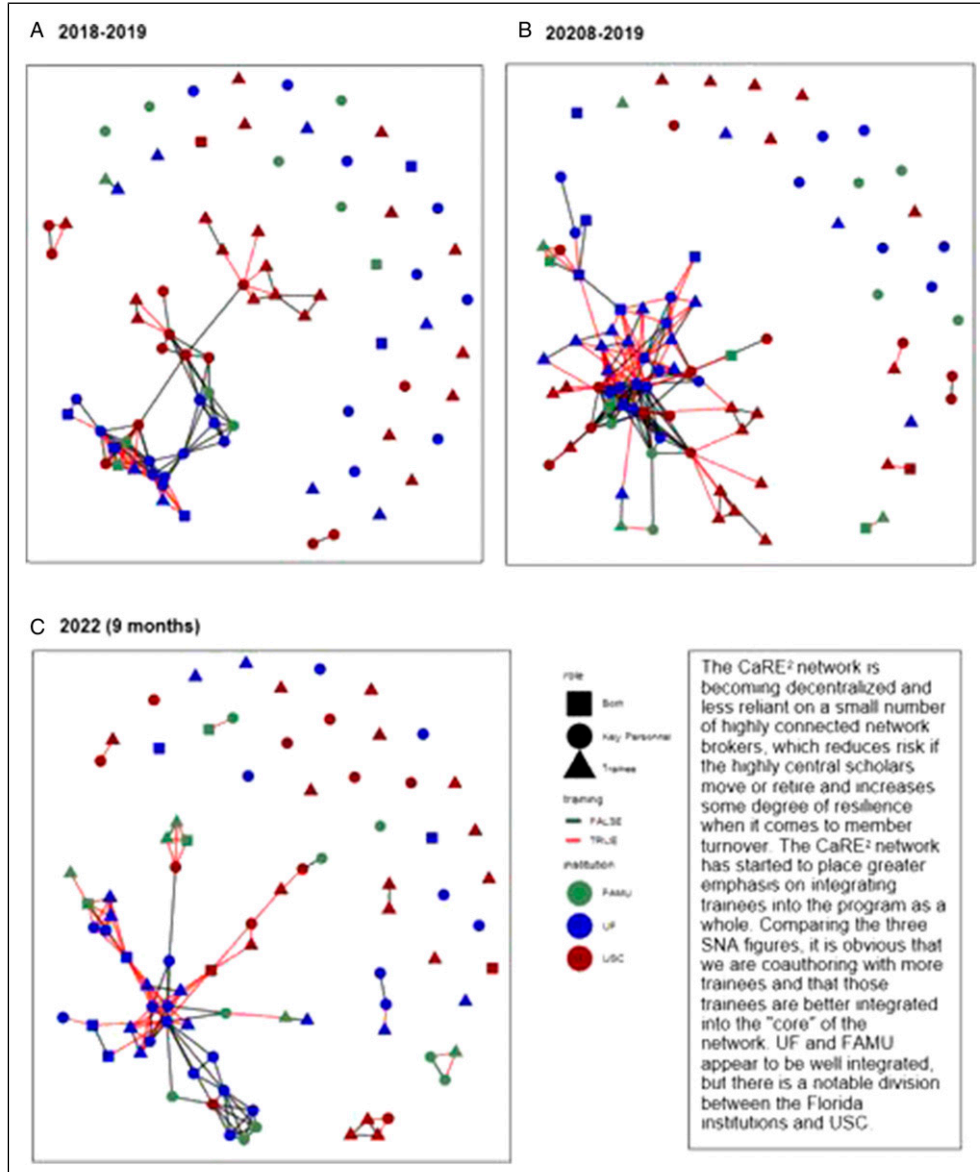 A 2018-2019
B 20208-2019
C 2022 (9 months)
role
Both
Key Personnel
Trainee
training
FALSE
TRUE
institution
FAMU
UF
USC
The CaRE² network is
becoming decentralized and
less reliant on a small number
of highly connected network
brokers, which reduces risk if
the highly central scholars
move or retire and increases
some degree of resilience
when it comes to member
turnover. The CaRE² network
has started to place greater
emphasis on integrating
trainees into the program as a
whole. Comparing the three
SNA figures, it is obvious that
we are coauthoring with more
trainees and that those
trainees are better integrated
into the "core" of the
network. UF and FAMU
appear to be well integrated,
but there is a notable division
between the Florida
institutions and USC.